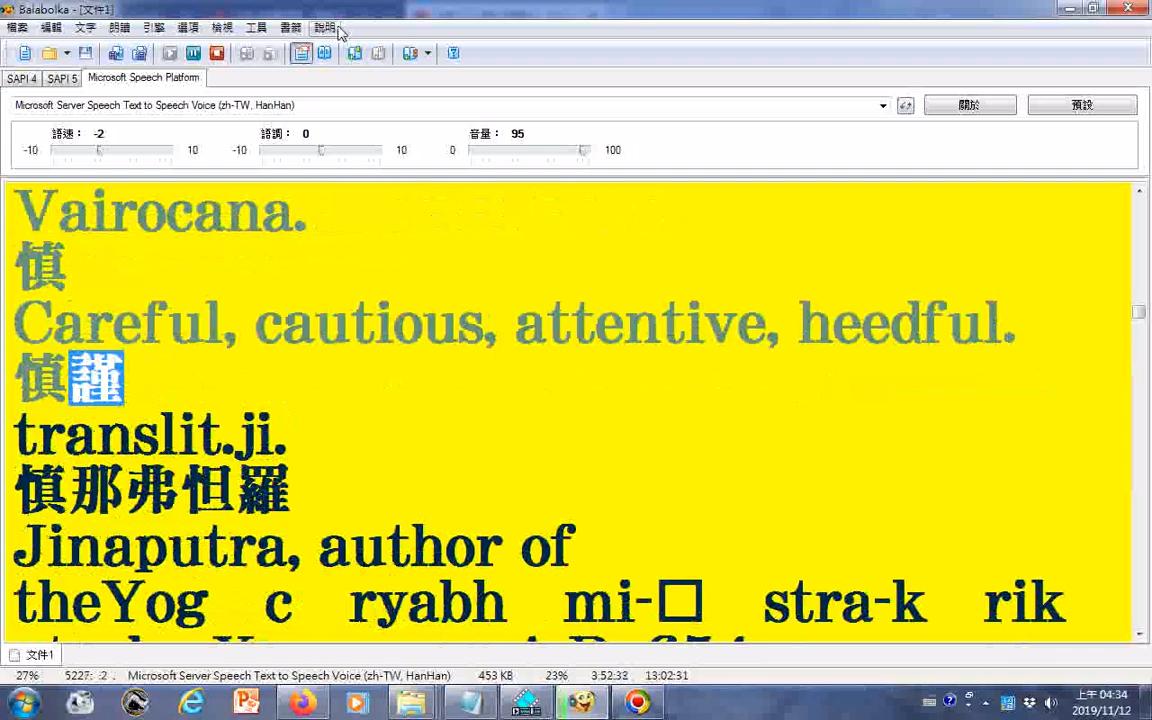 Balabolka - [文件1]
檔案 編輯 文字 朗讀 引擎 選項 檢視 工具 書籤 說明
SAPI 4 SAPI 5 Microsoft Speech Platform
Microsoft Server Speech Text to Speech Voice (zh-TW, HanHan) 關於 預設
語速： -2 語調： 0 音量： 95
-10 10 -10 10 0 100
Vairocana.
慎
Careful, cautious, attentive, heedful.
慎謹
translit.ji.
慎那弗怛羅
Jinaputra, author of
theYog c ryabh mi-□ stra-k rik
文件1
27% 5227: :2 . Microsoft Server Speech Text to Speech Voice (zh-TW, HanHan) 453 KB 23% 3:52:32 13:02:31
上午 04:34
2019/11/12